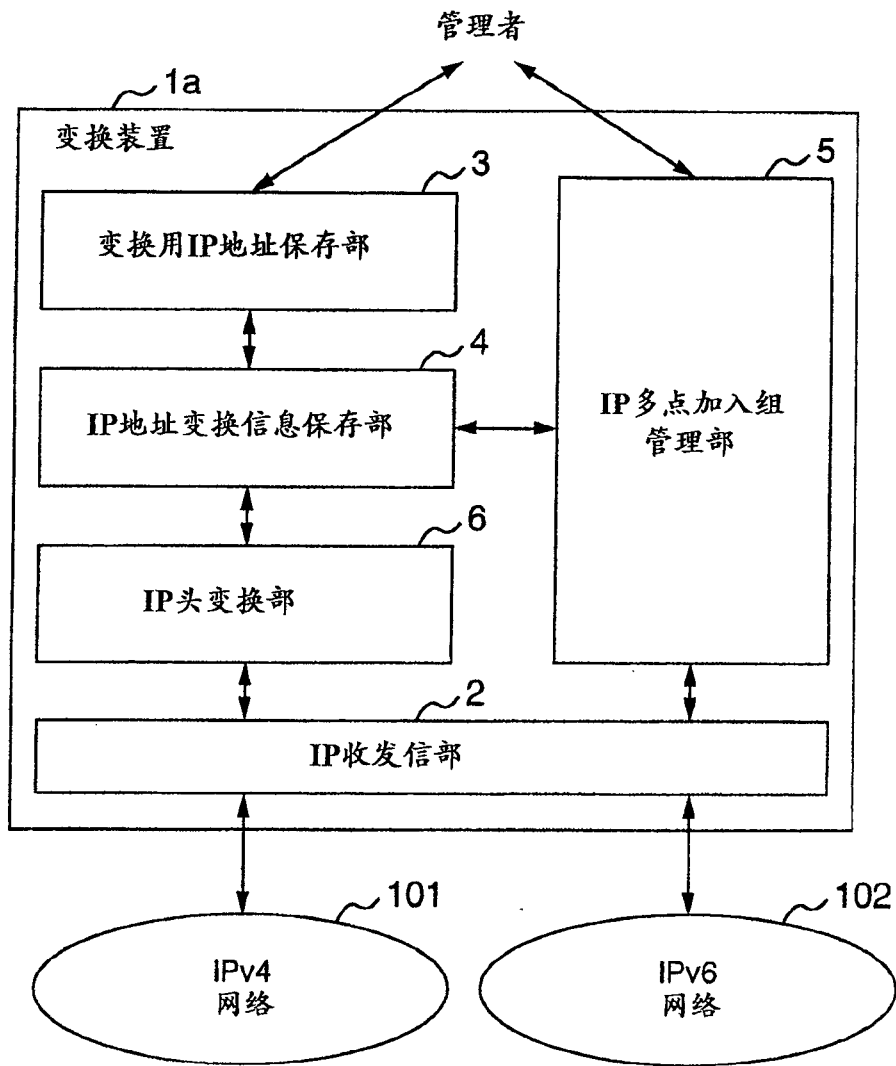 管理者
1a
变换装置
3
变换用IP地址保存部
5
4
IP地址变换信息保存部
IP多点加入组
管理部
6
IP头变换部
2
IP收发信部
101
IPv4
网络
102
IPv6
网络